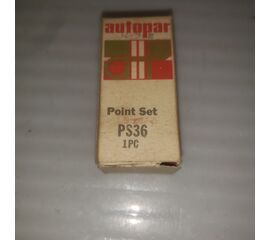 autopar
Point Set
PS36
1PC